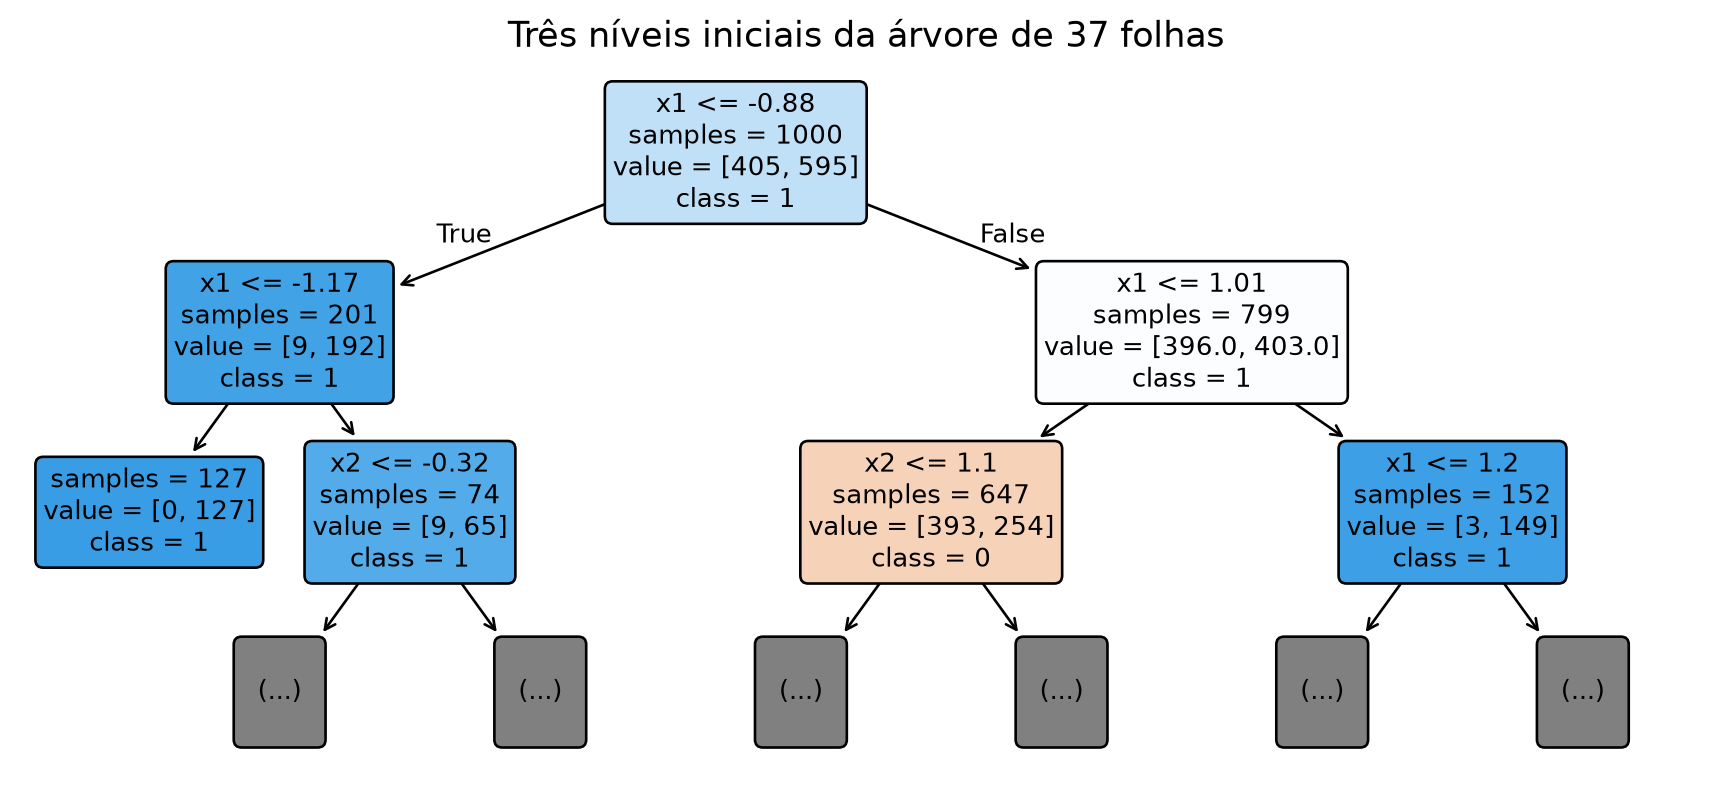 Três níveis iniciais da árvore de 37 folhas
x1 <= -0.88
samples = 1000
value = [405, 595]
class = 1
True
False
x1 <= -1.17
samples = 201
value = [9, 192]
class = 1
x1 <= 1.01
samples = 799
value = [396.0, 403.0]
class = 1
samples = 127
value = [0, 127]
class = 1
x2 <= -0.32
samples = 74
value = [9, 65]
class = 1
x2 <= 1.1
samples = 647
value = [393, 254]
class = 0
x1 <= 1.2
samples = 152
value = [3, 149]
class = 1
(...)
(...)
(...)
(...)
(...)
(...)